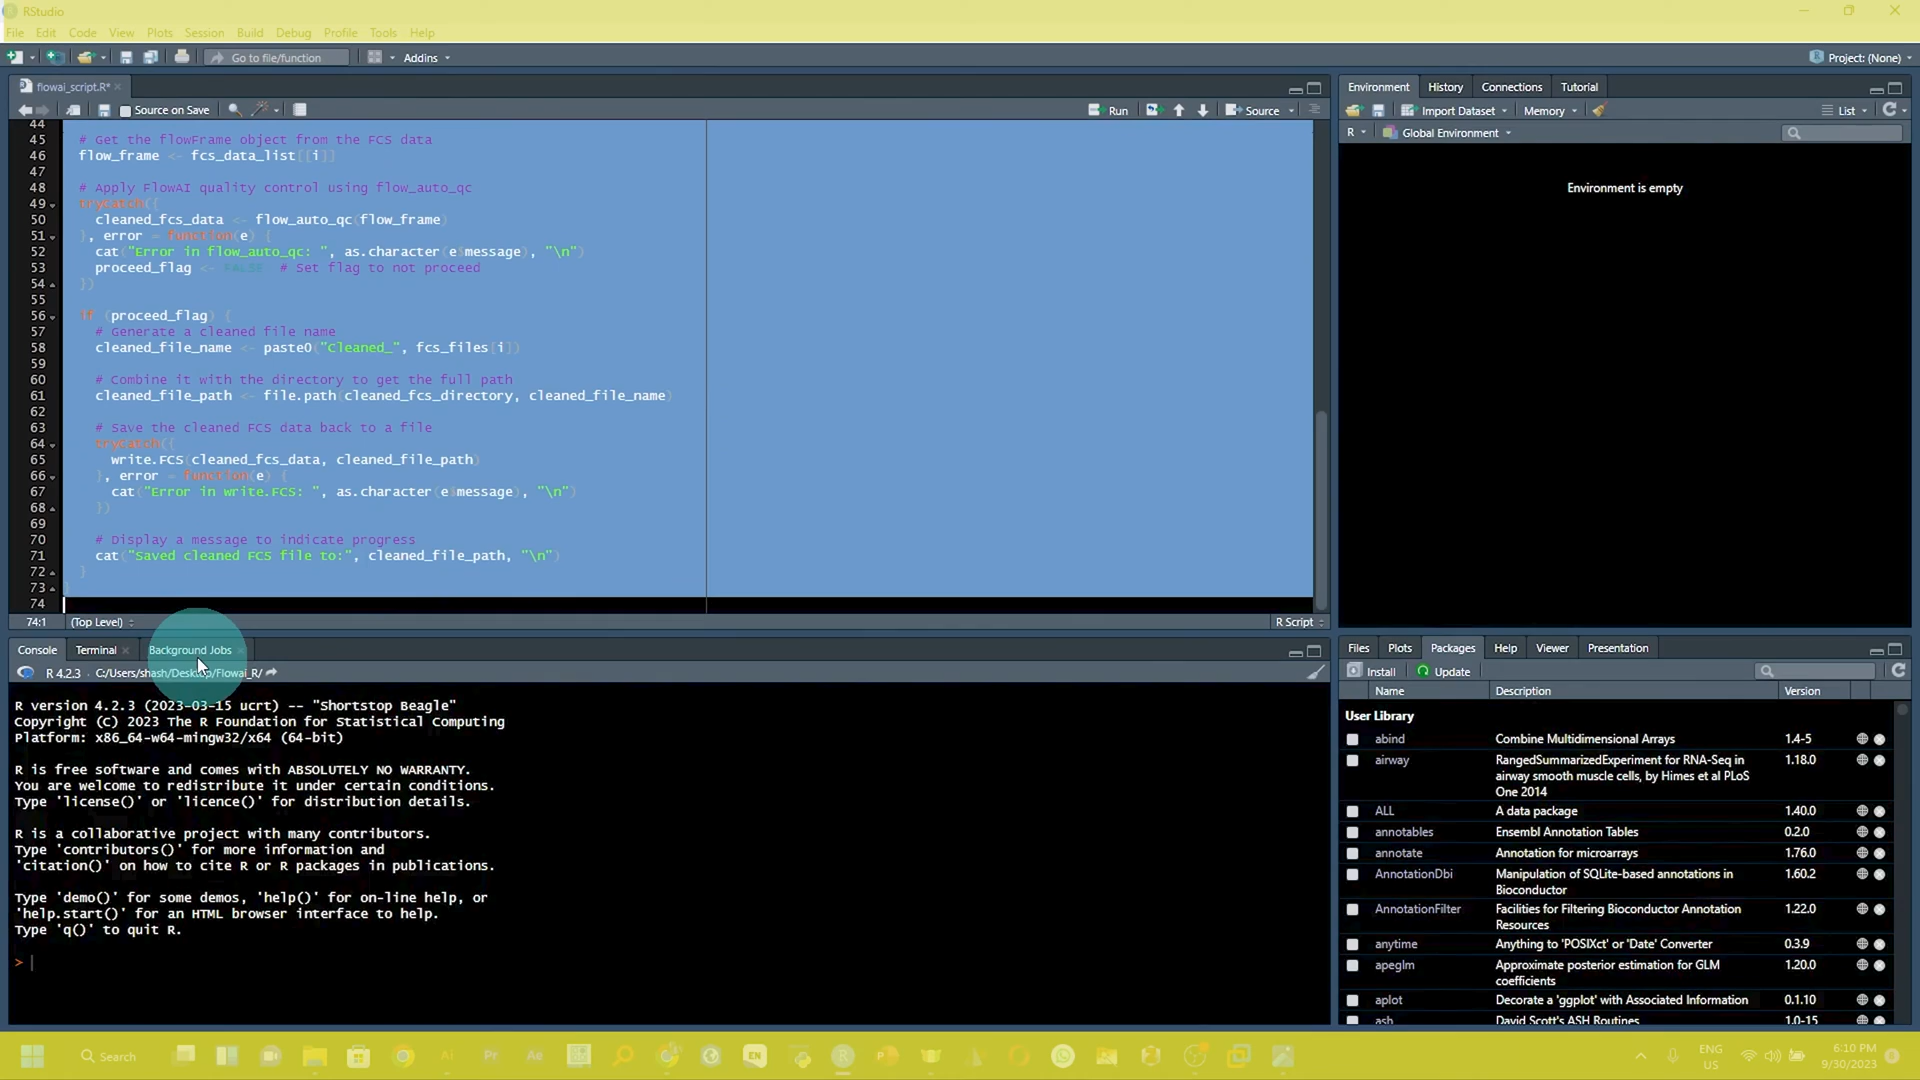 RStudio
File Edit Code View Plots Session Build Debug Profile Tools Help
Go to file/function Addins Project: (None)
flowai_script.R*
Source on Save Run Source
44
45 # Get the flowFrame object from the FCS data
46 flow_frame <- fcs_data_list[[i]]
47
48 # Apply FlowAI quality control using flow_auto_qc
49 tryCatch({
50 cleaned_fcs_data <- flow_auto_qc(flow_frame)
51 }, error = function(e) {
52 cat("Error in flow_auto_qc: ", as.character(e$message), "\n")
53 proceed_flag <- FALSE # Set flag to not proceed
54 })
55
56 if (proceed_flag) {
57 # Generate a cleaned file name
58 cleaned_file_name <- paste0("Cleaned_", fcs_files[i])
59
60 # Combine it with the directory to get the full path
61 cleaned_file_path <- file.path(cleaned_fcs_directory, cleaned_file_name)
62
63 # Save the cleaned FCS data back to a file
64 tryCatch({
65 write.FCS(cleaned_fcs_data, cleaned_file_path)
66 }, error = function(e) {
67 cat("Error in write.FCS: ", as.character(e$message), "\n")
68 })
69
70 # Display a message to indicate progress
71 cat("Saved cleaned FCS file to:", cleaned_file_path, "\n")
72 }
73 }
74
74:1 (Top Level) R Script
Console Terminal Background Jobs
R 4.2.3 · C:/Users/shash/Desktop/Flowai_R/
R version 4.2.3 (2023-03-15 ucrt) -- "Shortstop Beagle"
Copyright (C) 2023 The R Foundation for Statistical Computing
Platform: x86_64-w64-mingw32/x64 (64-bit)
R is free software and comes with ABSOLUTELY NO WARRANTY.
You are welcome to redistribute it under certain conditions.
Type 'license()' or 'licence()' for distribution details.
R is a collaborative project with many contributors.
Type 'contributors()' for more information and
'citation()' on how to cite R or R packages in publications.
Type 'demo()' for some demos, 'help()' for on-line help, or
'help.start()' for an HTML browser interface to help.
Type 'q()' to quit R.
>
Environment History Connections Tutorial
Import Dataset Memory List
R Global Environment
Environment is empty
Files Plots Packages Help Viewer Presentation
Install Update
Name Description Version
User Library
abind Combine Multidimensional Arrays 1.4-5
airway RangedSummarizedExperiment for RNA-Seq in 1.18.0
airway smooth muscle cells, by Himes et al PLoS
One 2014
ALL A data package 1.40.0
annotables Ensembl Annotation Tables 0.2.0
annotate Annotation for microarrays 1.76.0
AnnotationDbi Manipulation of SQLite-based annotations in 1.60.2
Bioconductor
AnnotationFilter Facilities for Filtering Bioconductor Annotation 1.22.0
Resources
anytime Anything to 'POSIXct' or 'Date' Converter 0.3.9
apeglm Approximate posterior estimation for GLM 1.20.0
coefficients
aplot Decorate a 'ggplot' with Associated Information 0.1.10
ash David Scott's ASH Routines 1.0-15
Search Ai Pr Ae EN
ENG
US
6:10 PM
9/30/2023